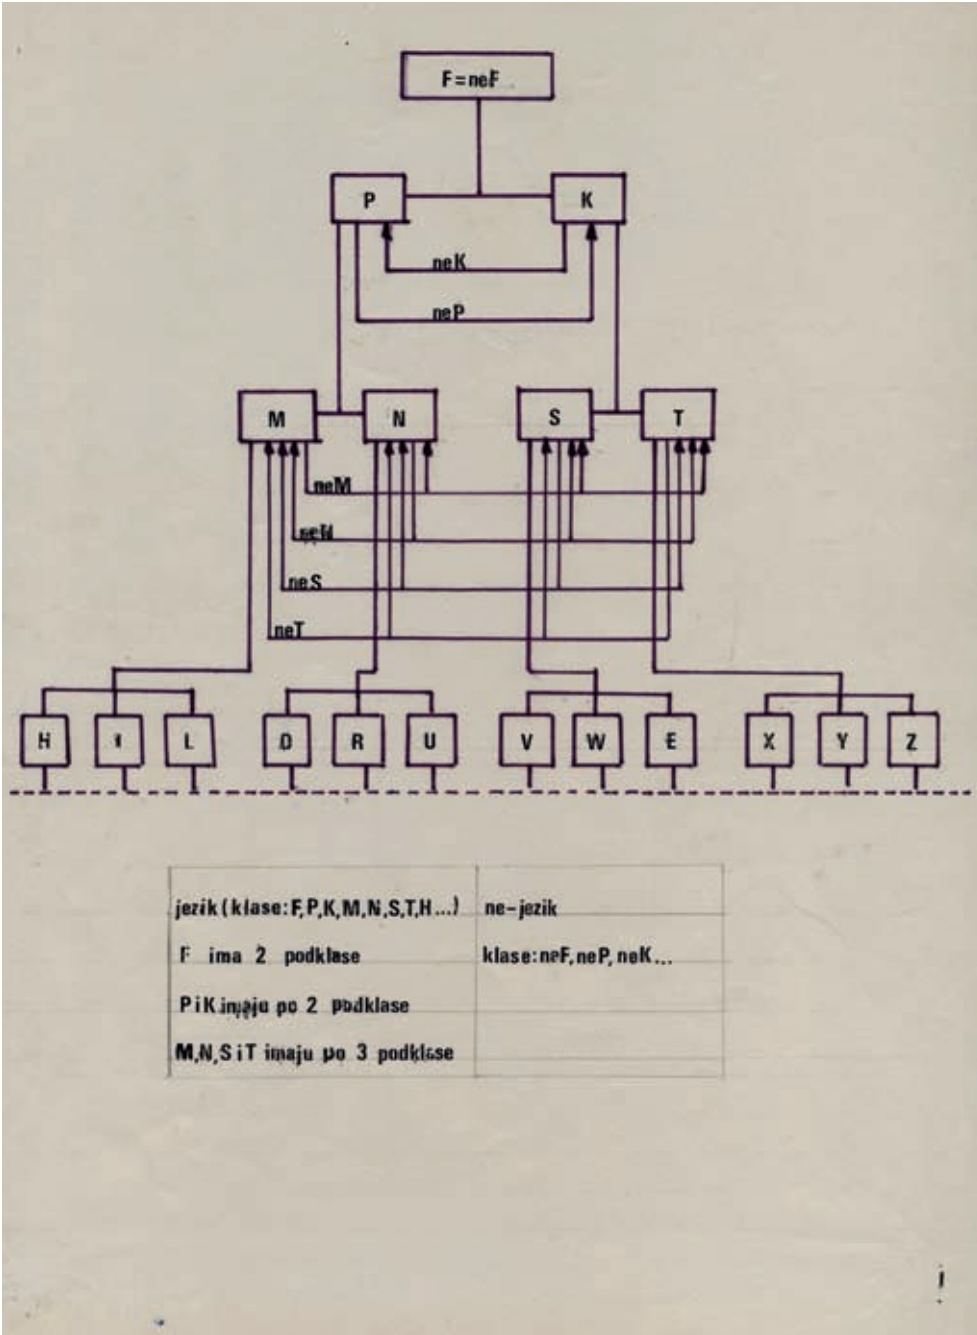 F=neF
P K
neK
neP
M N S T
neM
neN
neS
neT
H I L D R U V W E X Y Z
jezik (klase: F, P, K, M, N, S, T, H...) ne-jezik
F ima 2 podklase klase: neF, neP, neK...
P i K imaju po 2 podklase
M, N, S i T imaju po 3 podklase